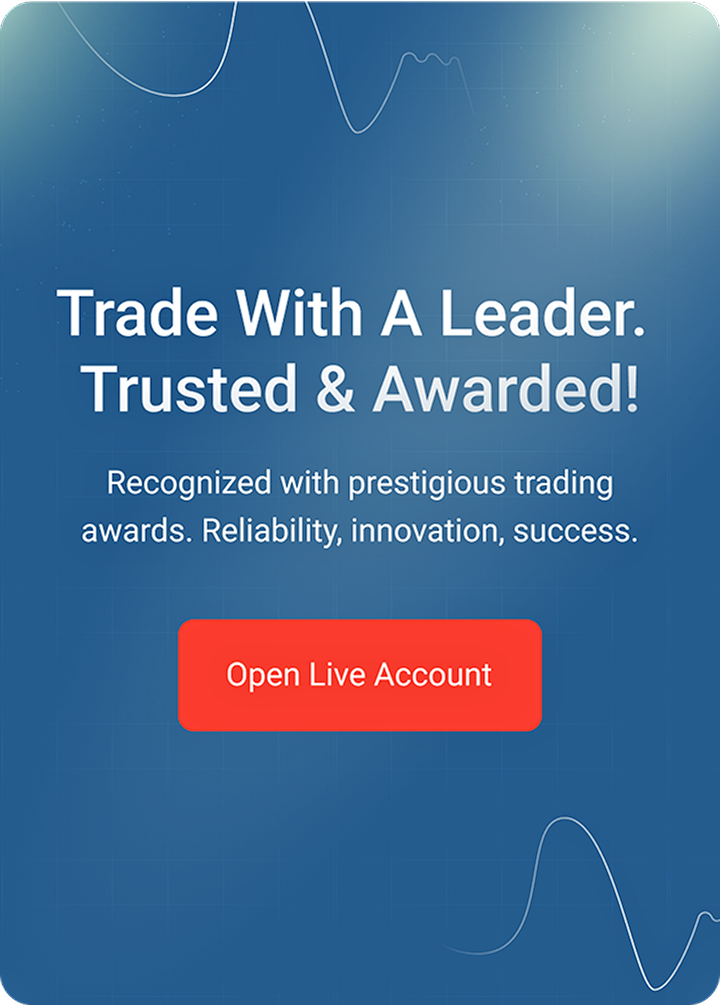 Trade With A Leader.
Trusted & Awarded!
Recognized with prestigious trading
awards. Reliability, innovation, success.
Open Live Account